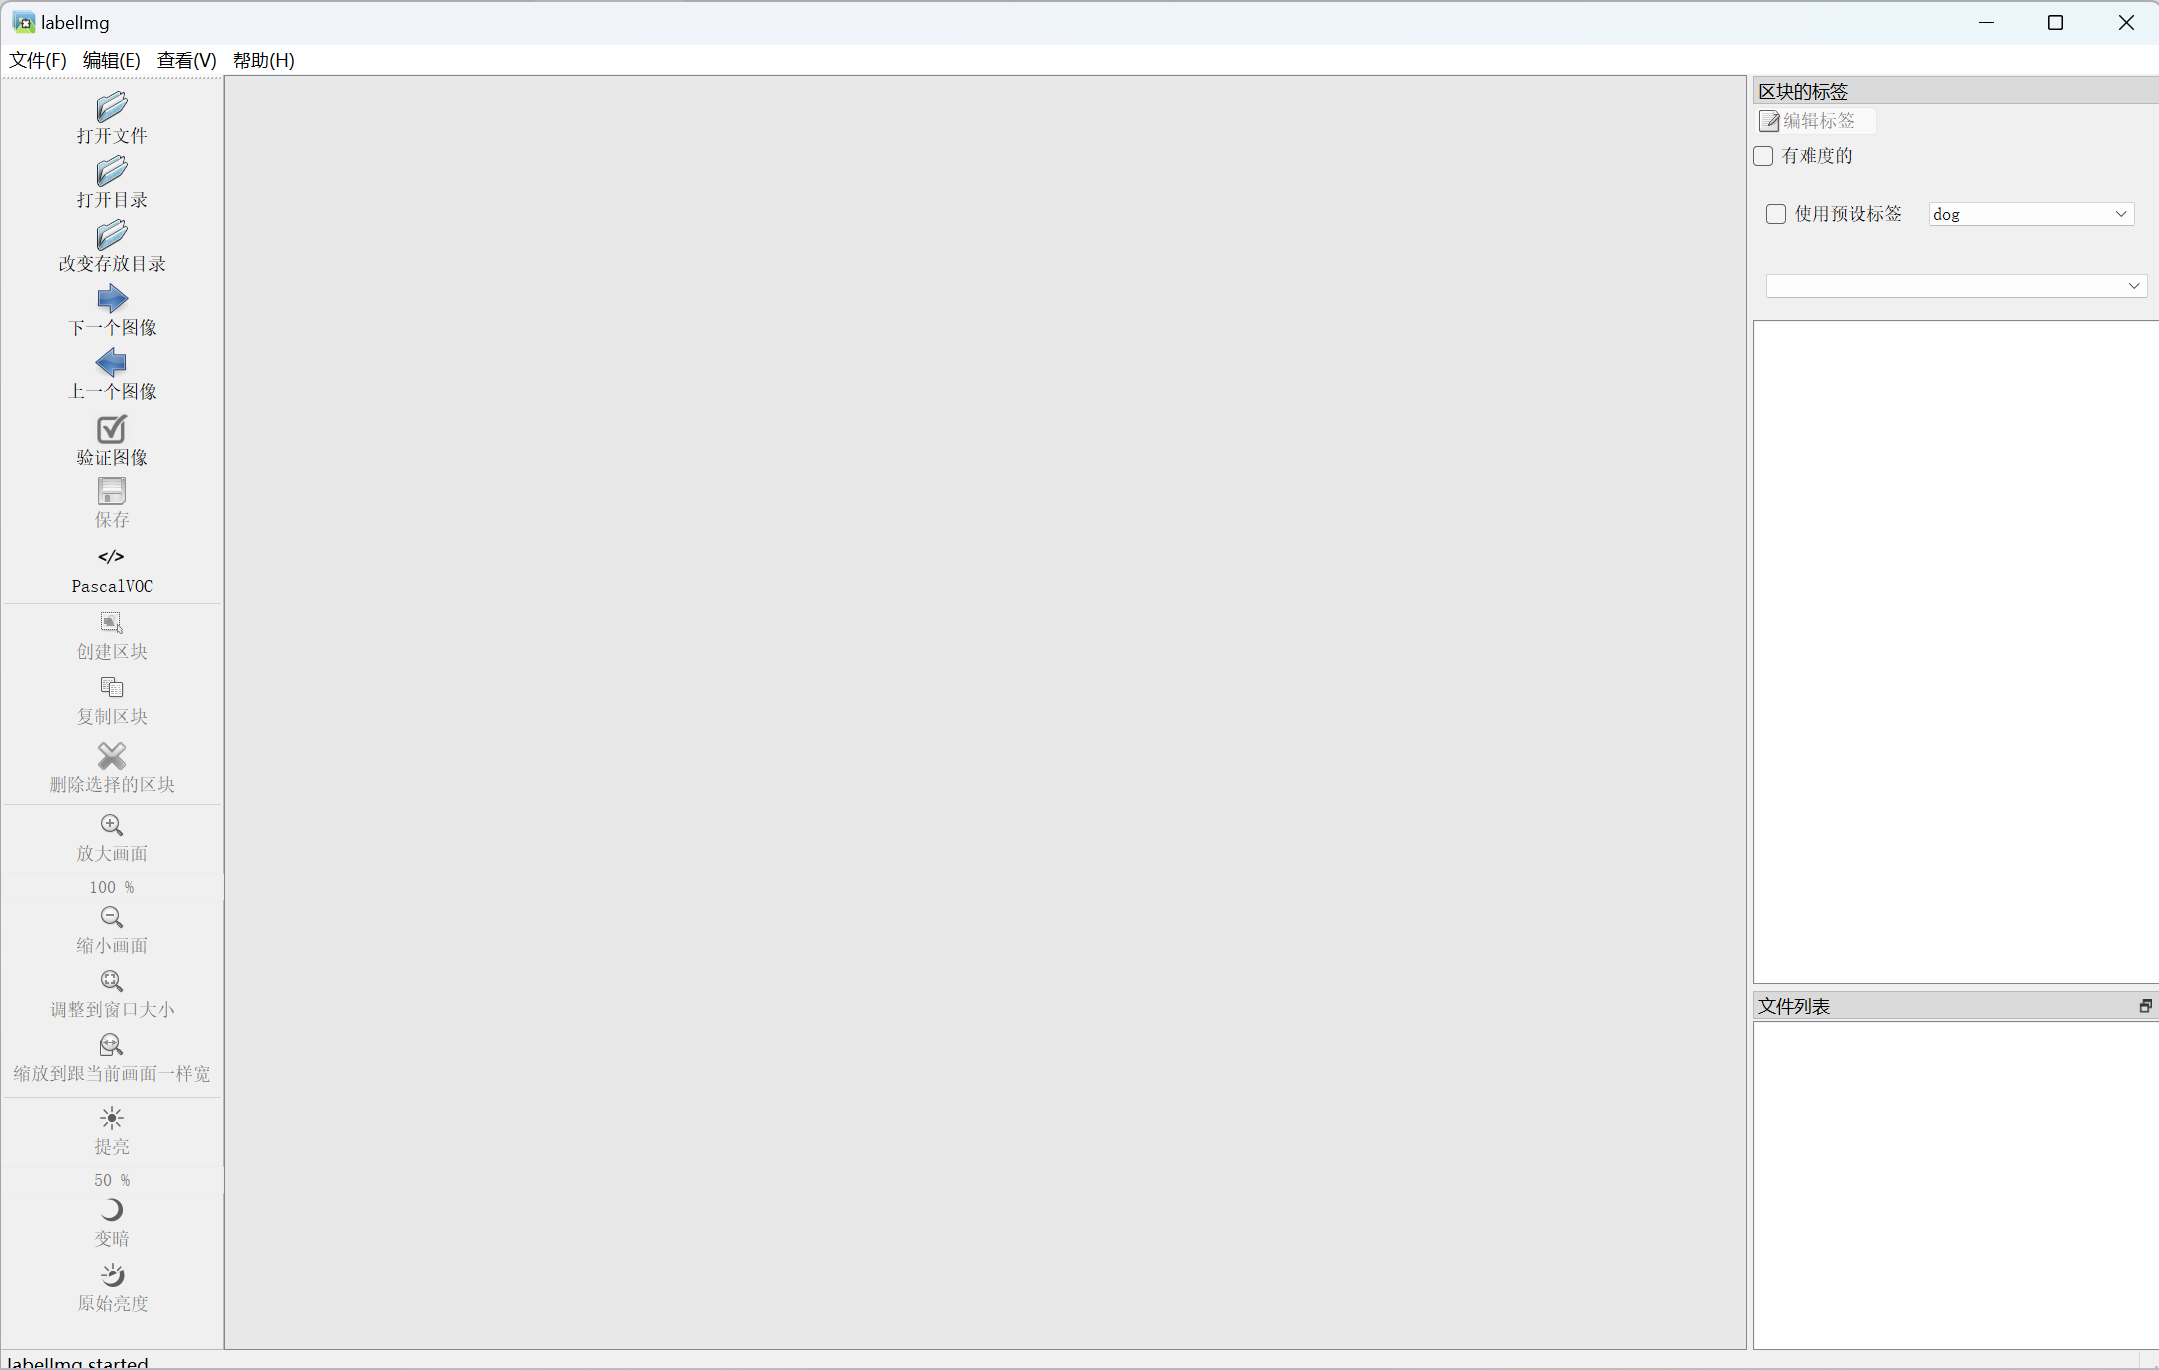 labelImg
文件(F) 编辑(E) 查看(V) 帮助(H)
打开文件
打开目录
改变存放目录
下一个图像
上一个图像
验证图像
保存
</>
PascalVOC
创建区块
复制区块
删除选择的区块
放大画面
100 %
缩小画面
调整到窗口大小
缩放到跟当前画面一样宽
提亮
50 %
变暗
原始亮度
区块的标签
编辑标签
有难度的
使用预设标签 dog
文件列表
labelImg started